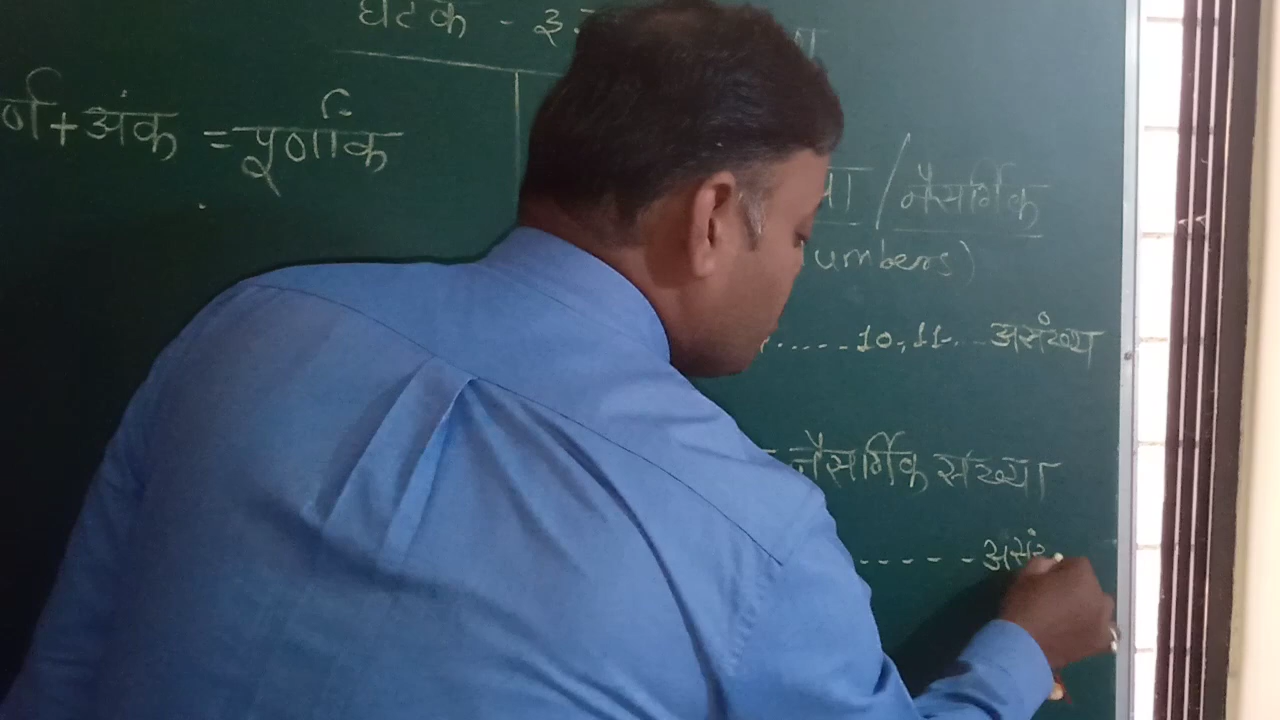 घटक - ३
+ अंक = पूर्णांक
/ नैसर्गिक
umbers)
..... 10, 11... असंख्य
नैसर्गिक संख्या
----- असं